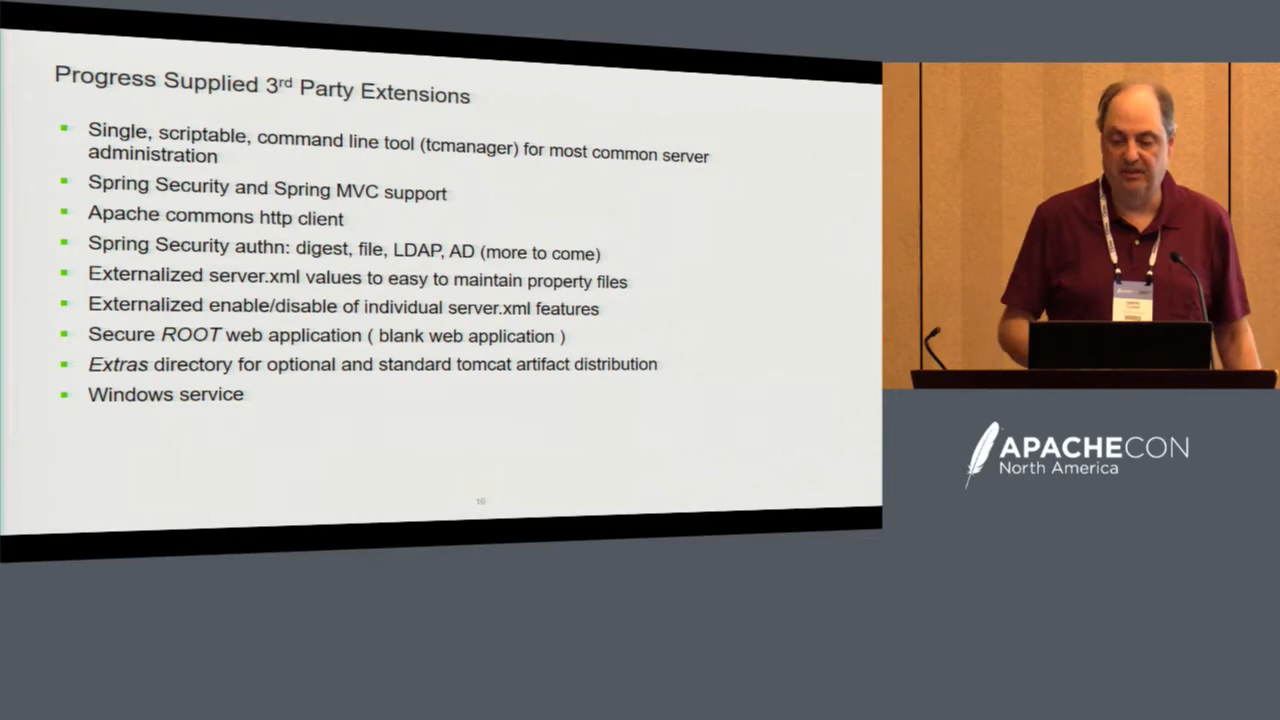 Progress Supplied 3rd Party Extensions
Single, scriptable, command line tool (tcmanager) for most common server
administration
Spring Security and Spring MVC support
Apache commons http client
Spring Security authn: digest, file, LDAP, AD (more to come)
Externalized server.xml values to easy to maintain property files
Externalized enable/disable of individual server.xml features
Secure ROOT web application ( blank web application )
Extras directory for optional and standard tomcat artifact distribution
Windows service
16
APACHECON
North America